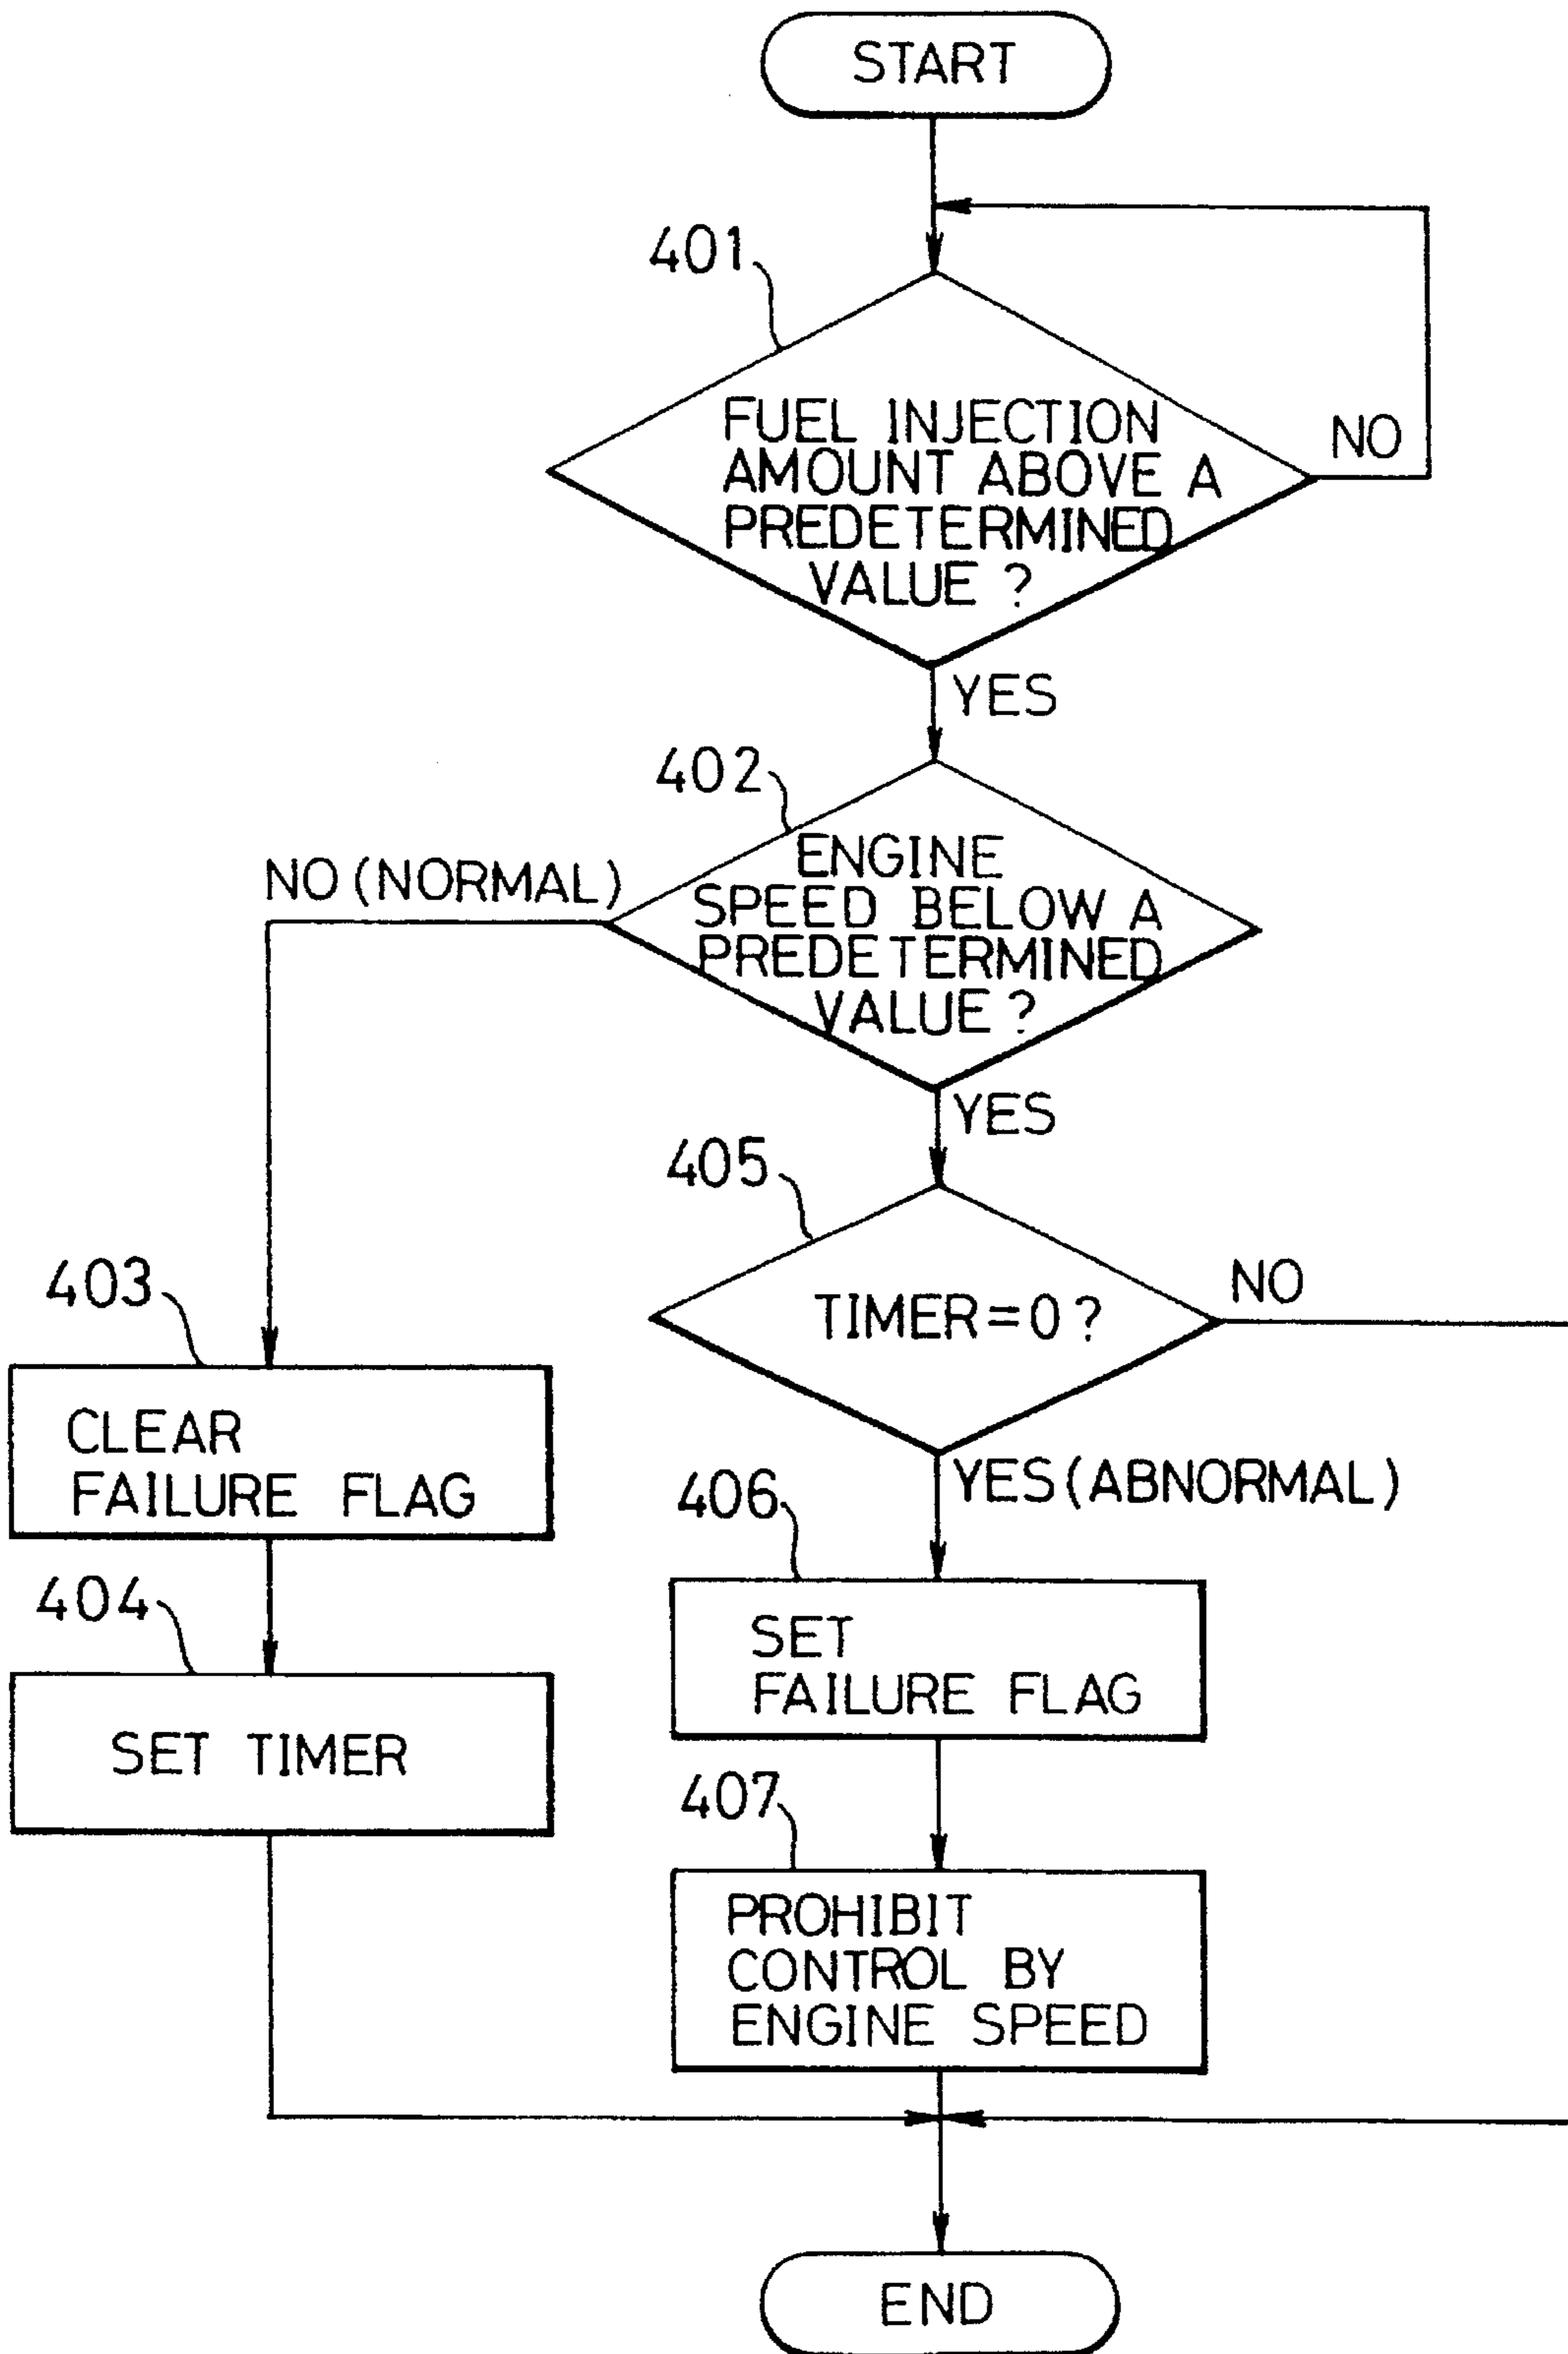 START
401
FUEL INJECTION
AMOUNT ABOVE A
PREDETERMINED
VALUE ?
NO
YES
402
ENGINE
SPEED BELOW A
PREDETERMINED
VALUE ?
NO (NORMAL)
YES
405
TIMER=0 ?
NO
403
CLEAR
FAILURE FLAG
YES (ABNORMAL)
406
SET
FAILURE FLAG
404
SET TIMER
407
PROHIBIT
CONTROL BY
ENGINE SPEED
END